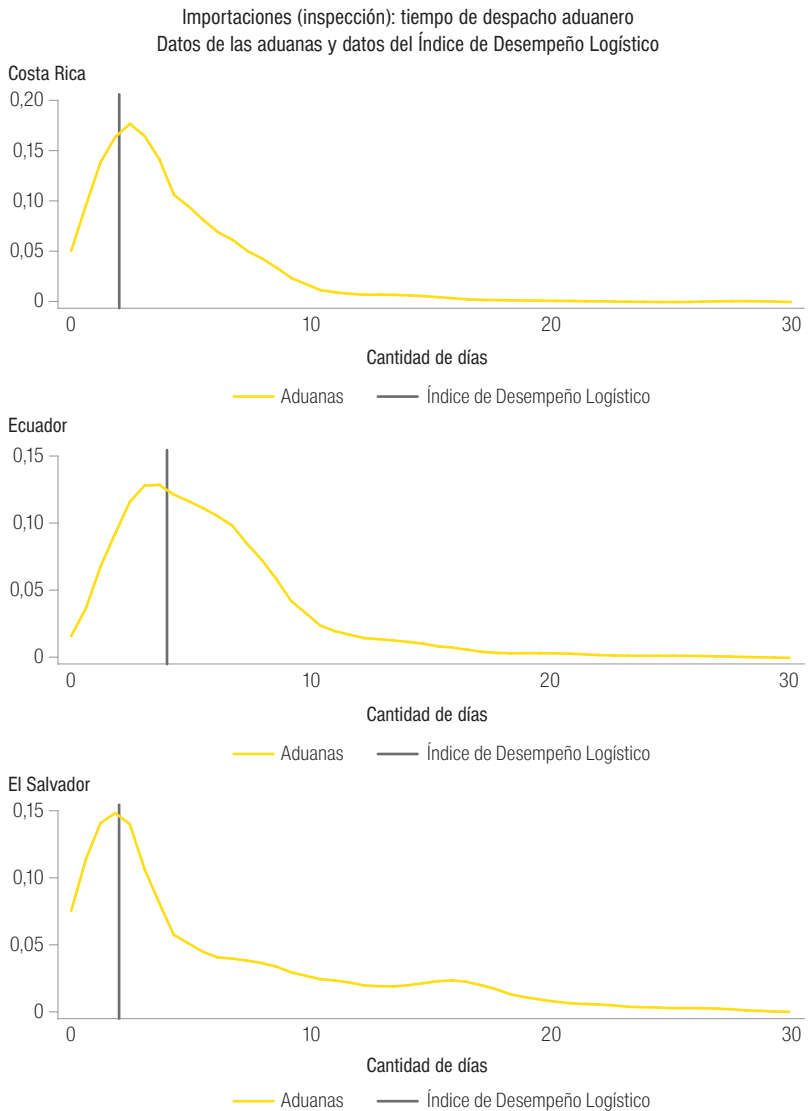 Importaciones (inspección): tiempo de despacho aduanero
Datos de las aduanas y datos del Índice de Desempeño Logístico
Costa Rica
0,20
0,15
0,10
0,05
0
0 10 20 30
Cantidad de días
Aduanas Índice de Desempeño Logístico
Ecuador
0,15
0,10
0,05
0
0 10 20 30
Cantidad de días
Aduanas Índice de Desempeño Logístico
El Salvador
0,15
0,10
0,05
0
0 10 20 30
Cantidad de días
Aduanas Índice de Desempeño Logístico